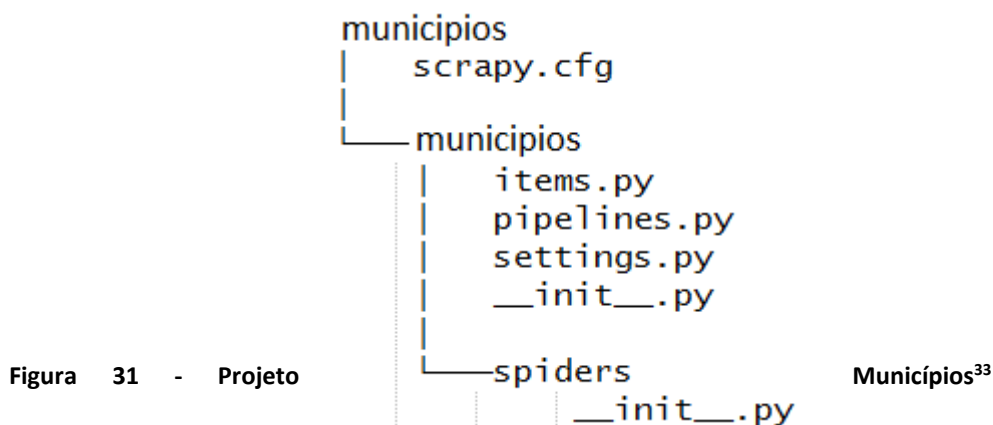 municipios
scrapy.cfg
municipios
items.py
pipelines.py
settings.py
__init__.py
Figura 31 - Projeto spiders Municípios33
__init__.py